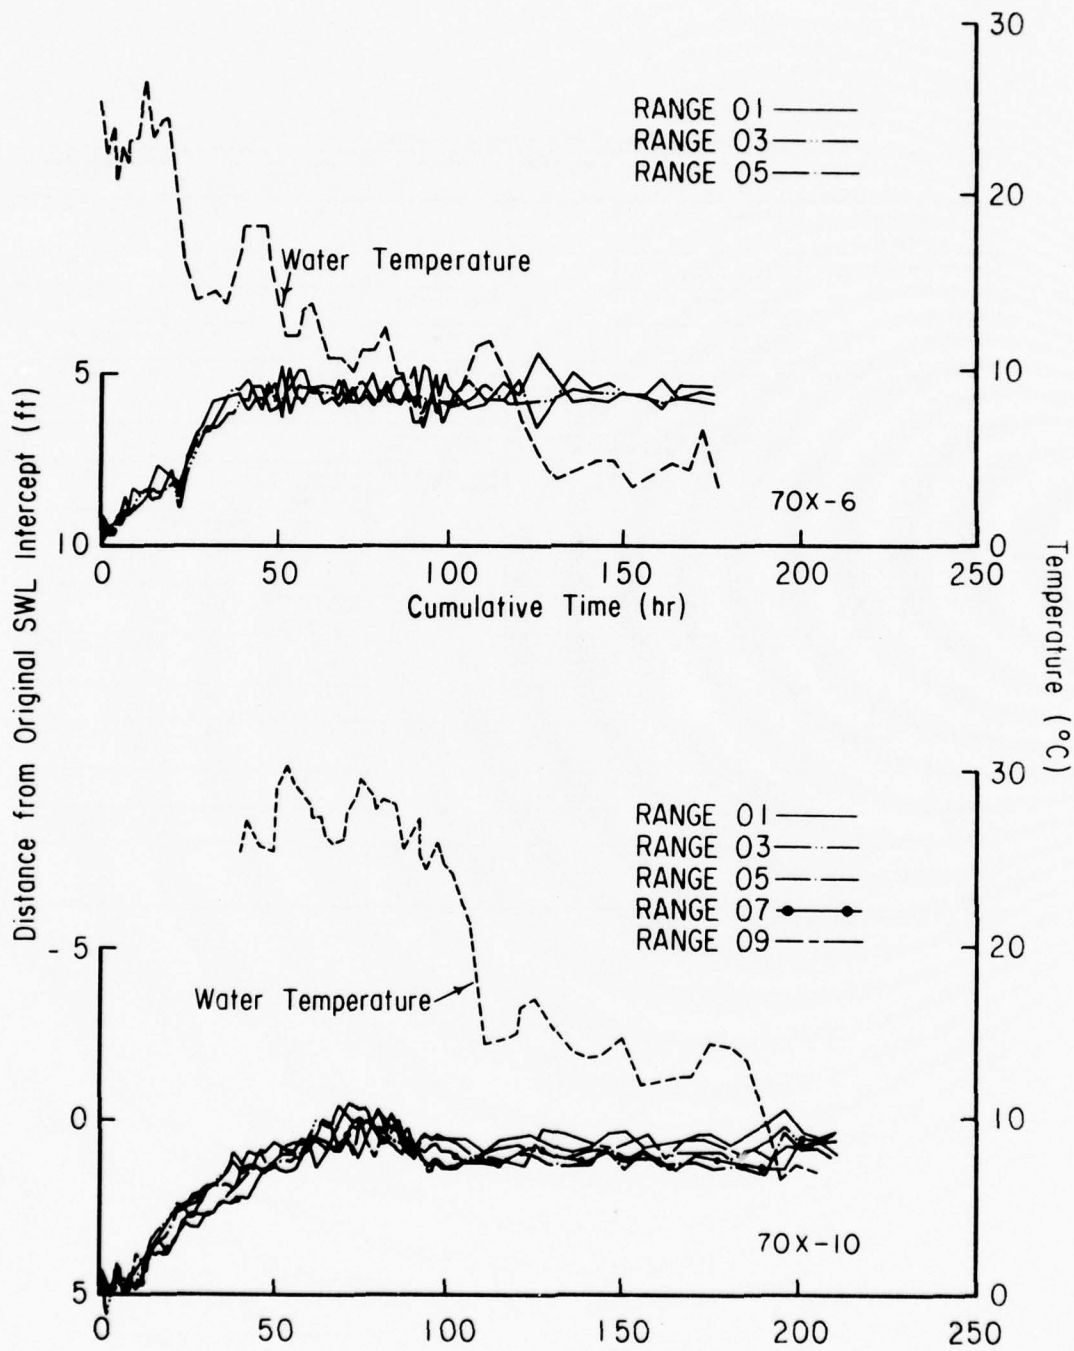 30
RANGE 01
RANGE 03
RANGE 05
20
Water Temperature
5
10
70X-6
10
0
0 50 100 150 200 250
Cumulative Time (hr)
Distance from Original SWL Intercept (ft)
Temperature (°C)
30
RANGE 01
RANGE 03
RANGE 05
RANGE 07
RANGE 09
-5
20
Water Temperature
0
10
70X-10
5
0
0 50 100 150 200 250